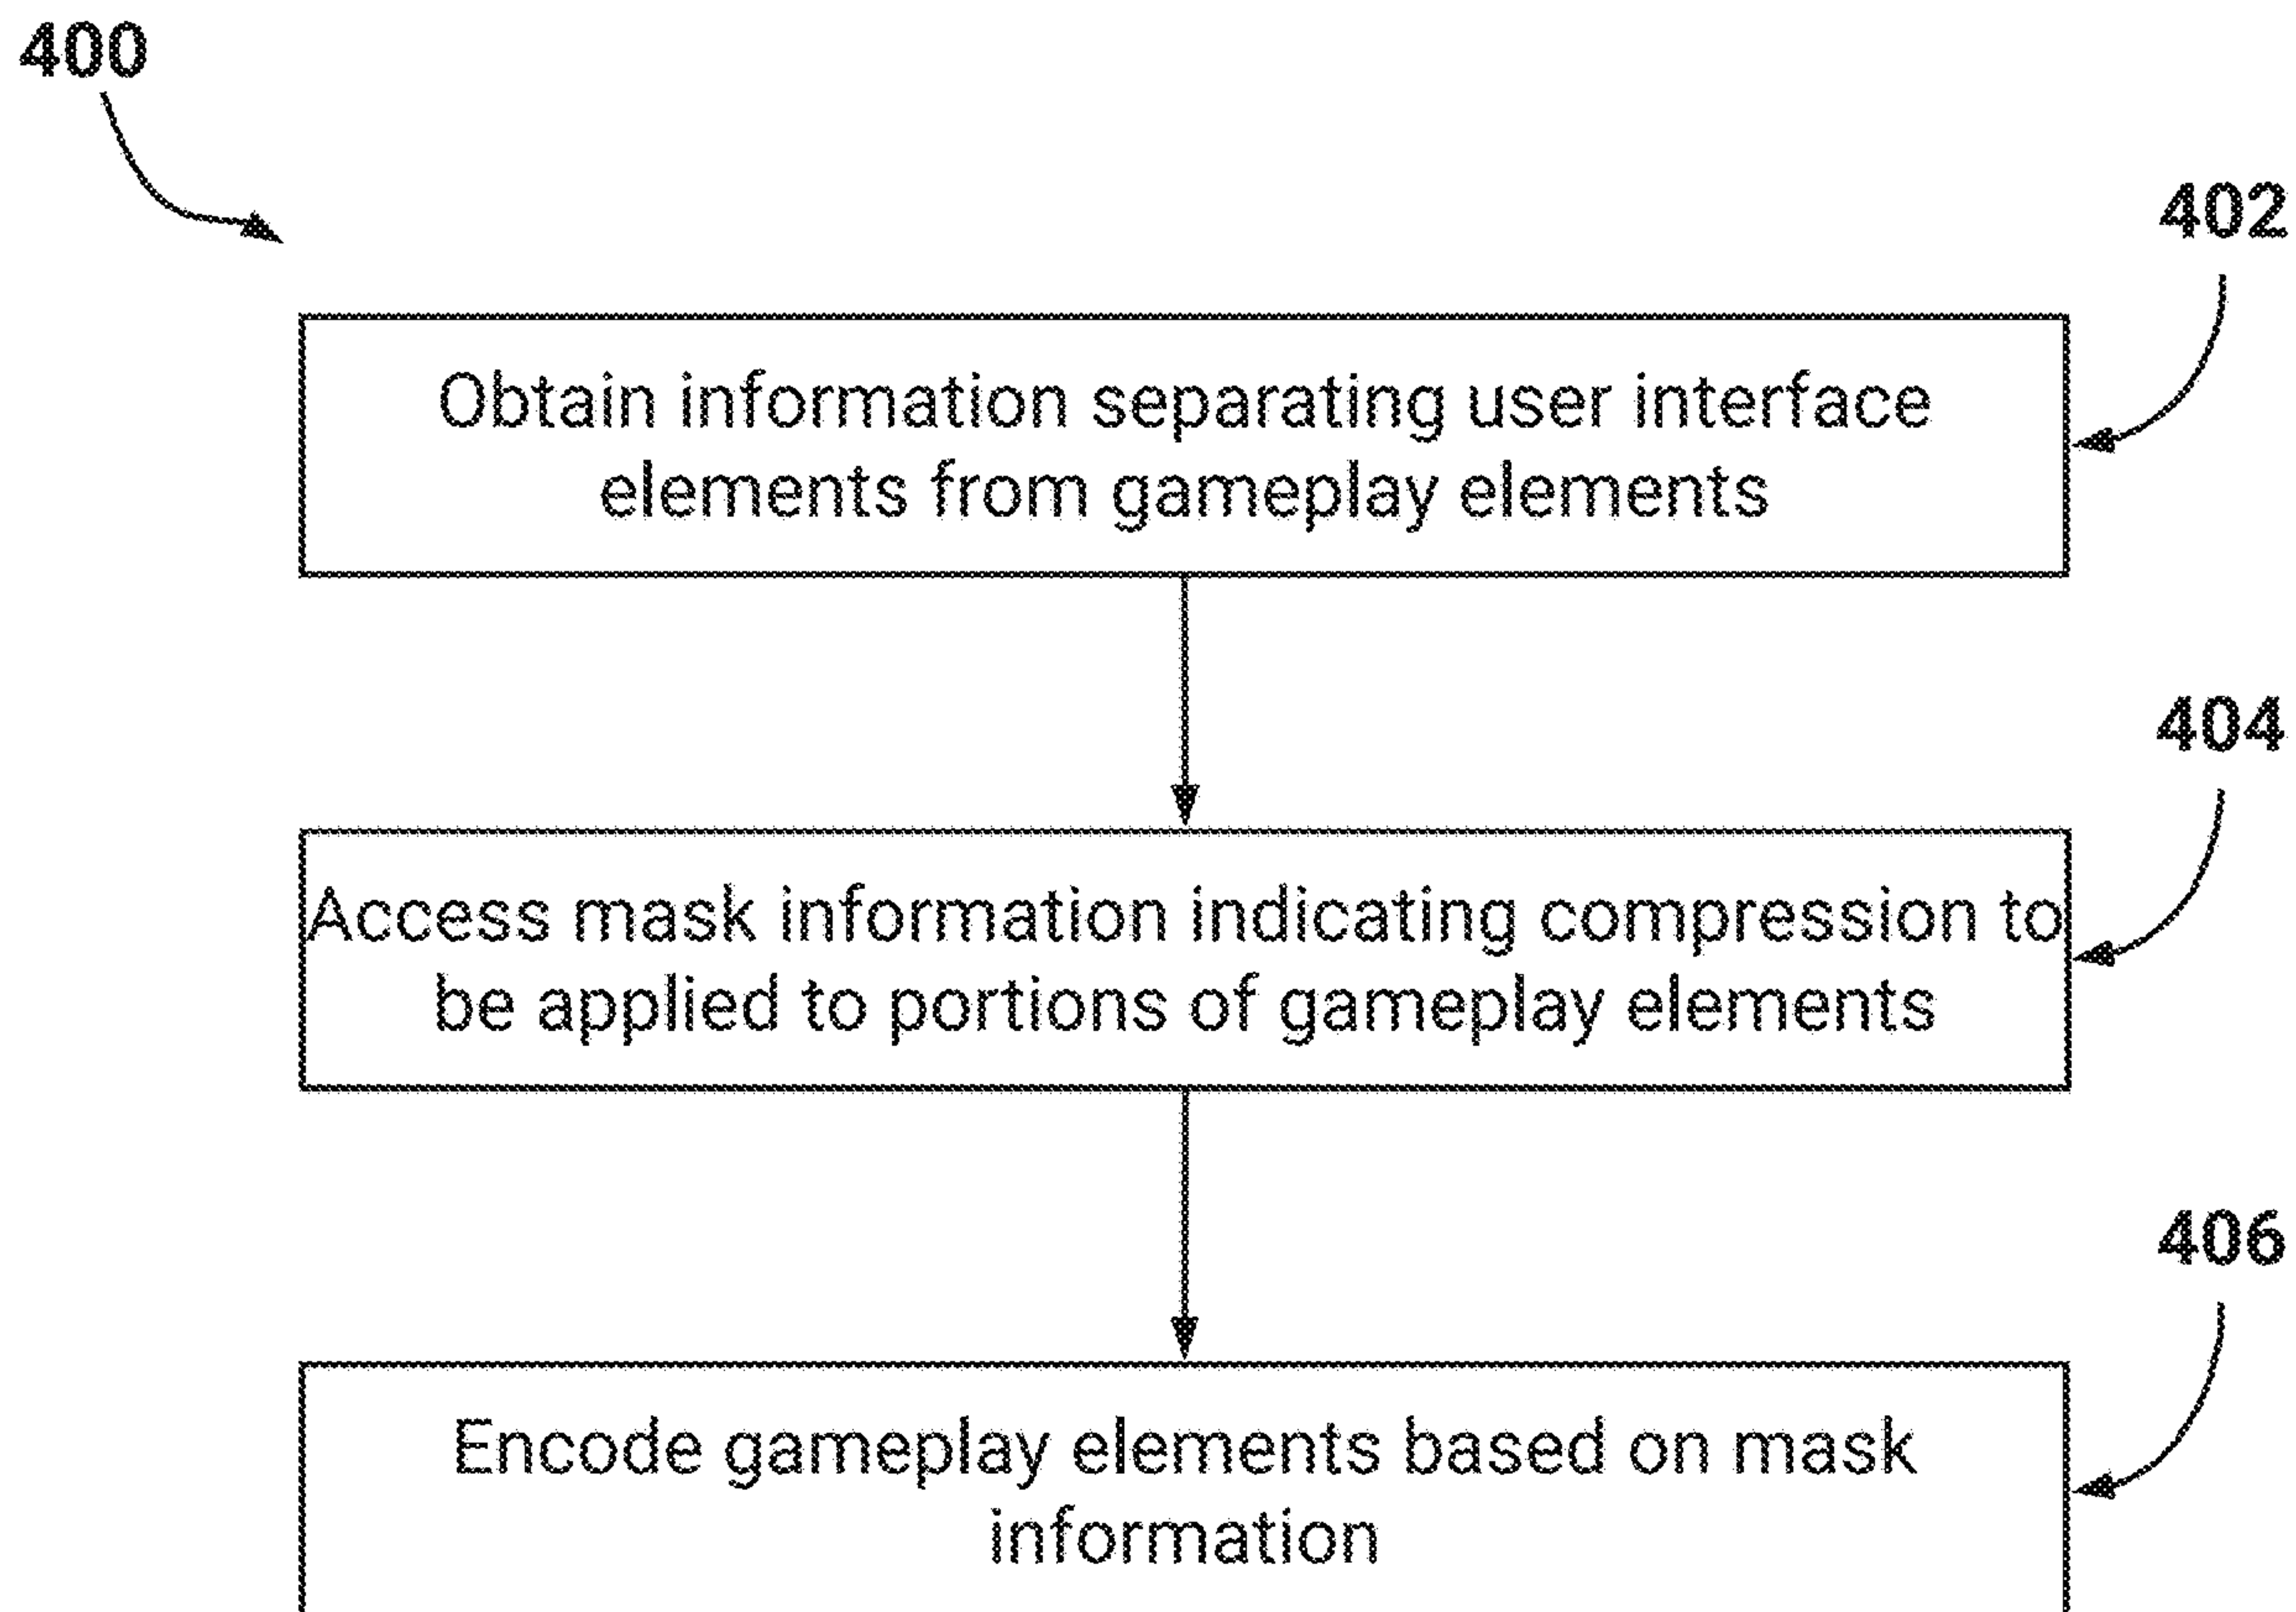 400
402
Obtain information separating user interface
elements from gameplay elements
404
Access mask information indicating compression to
be applied to portions of gameplay elements
406
Encode gameplay elements based on mask
information